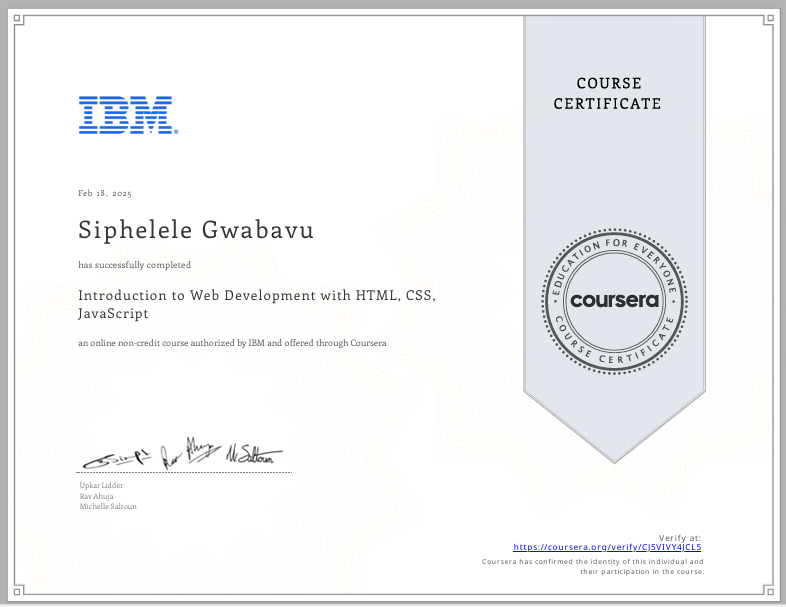 COURSE
CERTIFICATE
IBM®
Feb 18, 2025
Siphelele Gwabavu
has successfully completed
Introduction to Web Development with HTML, CSS,
JavaScript
an online non-credit course authorized by IBM and offered through Coursera
EDUCATION FOR EVERYONE
coursera
COURSE CERTIFICATE
Upkar Lidder
Rav Ahuja
Michelle Saltoun
Verify at:
https://coursera.org/verify/CJ5VIVY4JCL5
Coursera has confirmed the identity of this individual and
their participation in the course.